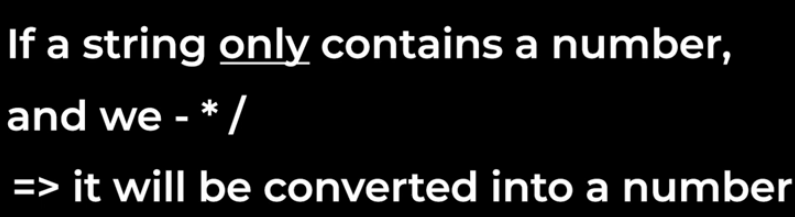 If a string only contains a number,
and we - * /
=> it will be converted into a number